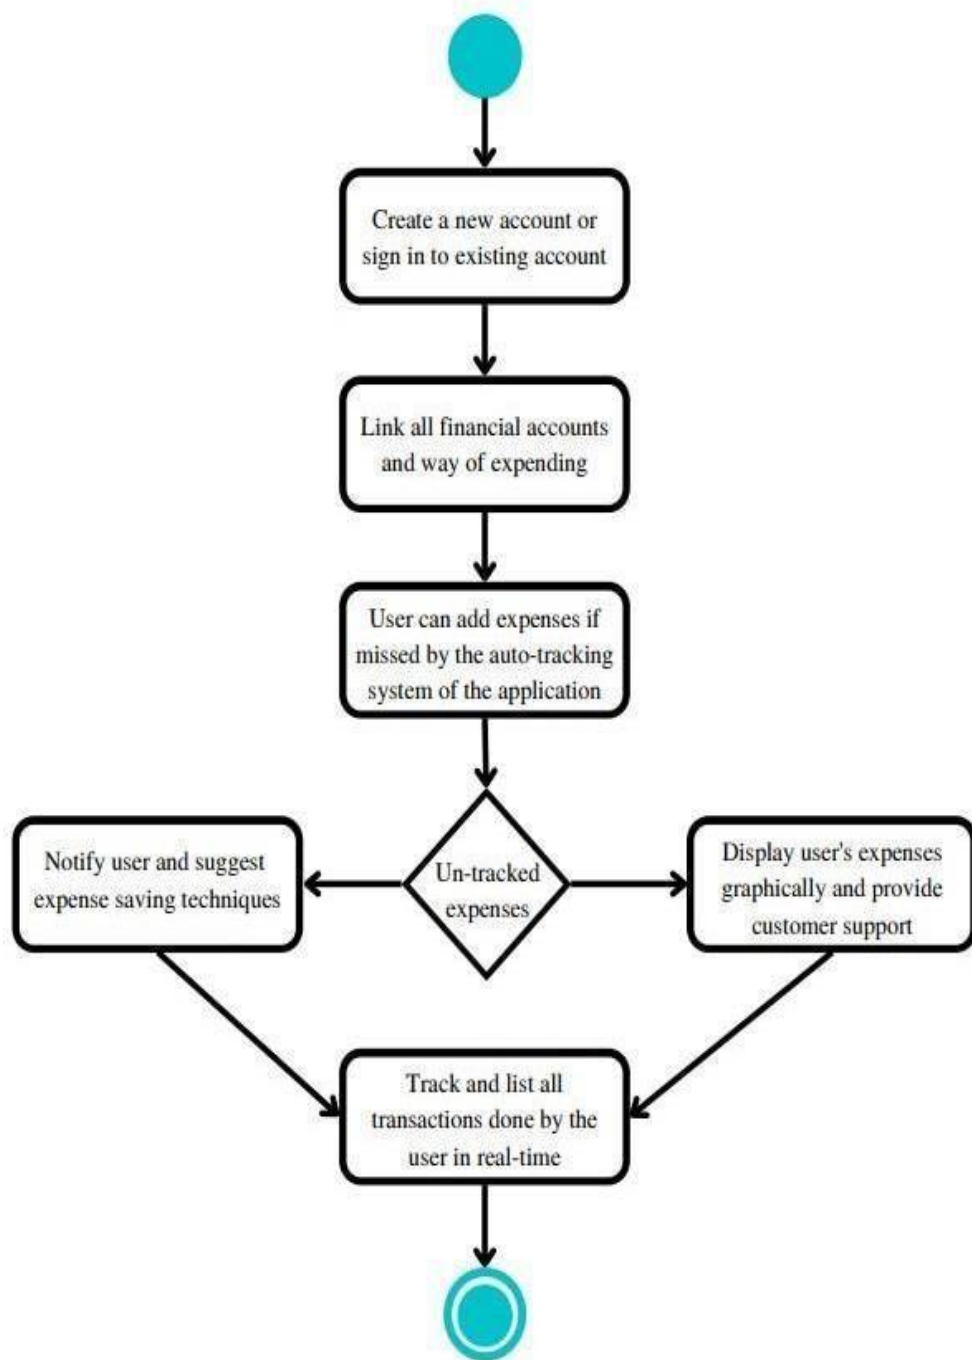 Create a new account or
sign in to existing account
Link all financial accounts
and way of expending
User can add expenses if
missed by the auto-tracking
system of the application
Notify user and suggest
expense saving techniques
Un-tracked
expenses
Display user's expenses
graphically and provide
customer support
Track and list all
transactions done by the
user in real-time